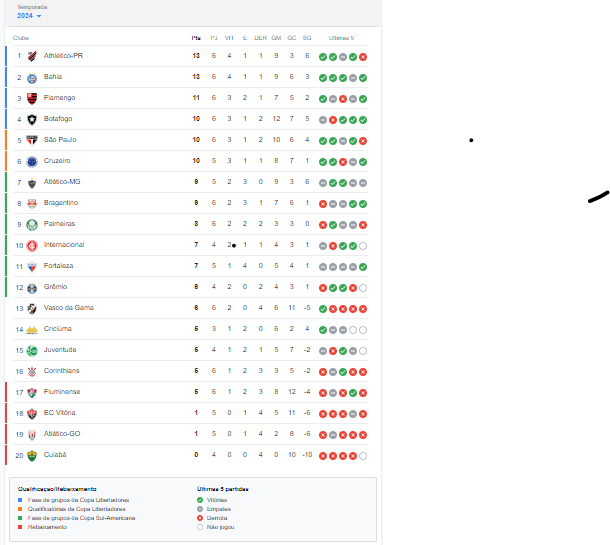 Temporada
2024
Clube Pts PJ VIT E DER GM GC SG Últimas 5
1 Athletico-PR 13 6 4 1 1 9 3 6
2 Bahia 13 6 4 1 1 9 6 3
3 Flamengo 11 6 3 2 1 7 5 2
4 Botafogo 10 6 3 1 2 12 7 5
5 São Paulo 10 6 3 1 2 10 6 4
6 Cruzeiro 10 5 3 1 1 8 7 1
7 Atlético-MG 9 5 2 3 0 9 3 6
8 Bragantino 9 6 2 3 1 7 6 1
9 Palmeiras 8 6 2 2 2 3 3 0
10 Internacional 7 4 2 1 1 4 3 1
11 Fortaleza 7 5 1 4 0 5 4 1
12 Grêmio 6 4 2 0 2 4 3 1
13 Vasco da Gama 6 6 2 0 4 6 11 -5
14 Criciúma 5 3 1 2 0 6 2 4
15 Juventude 5 4 1 2 1 5 7 -2
16 Corinthians 5 6 1 2 3 3 5 -2
17 Fluminense 5 6 1 2 3 8 12 -4
18 EC Vitória 1 5 0 1 4 5 11 -6
19 Atlético-GO 1 5 0 1 4 2 8 -6
20 Cuiabá 0 4 0 0 4 0 10 -10
Qualificação/Rebaixamento
Fase de grupos da Copa Libertadores
Qualificatórias da Copa Libertadores
Fase de grupos da Copa Sul-Americana
Rebaixamento
Últimas 5 partidas
Vitórias
Empates
Derrota
Não jogou